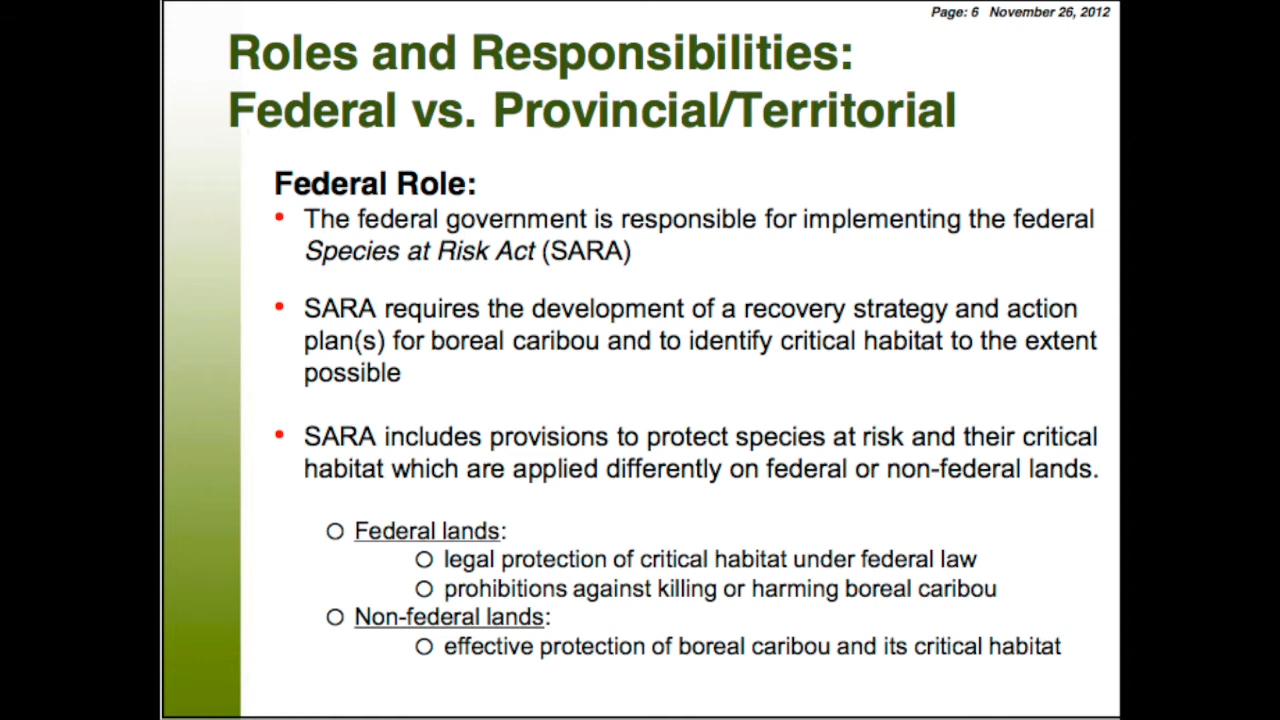 Page: 6 November 26, 2012
Roles and Responsibilities:
Federal vs. Provincial/Territorial
Federal Role:
• The federal government is responsible for implementing the federal
Species at Risk Act (SARA)
• SARA requires the development of a recovery strategy and action
plan(s) for boreal caribou and to identify critical habitat to the extent
possible
• SARA includes provisions to protect species at risk and their critical
habitat which are applied differently on federal or non-federal lands.
○ Federal lands:
○ legal protection of critical habitat under federal law
○ prohibitions against killing or harming boreal caribou
○ Non-federal lands:
○ effective protection of boreal caribou and its critical habitat